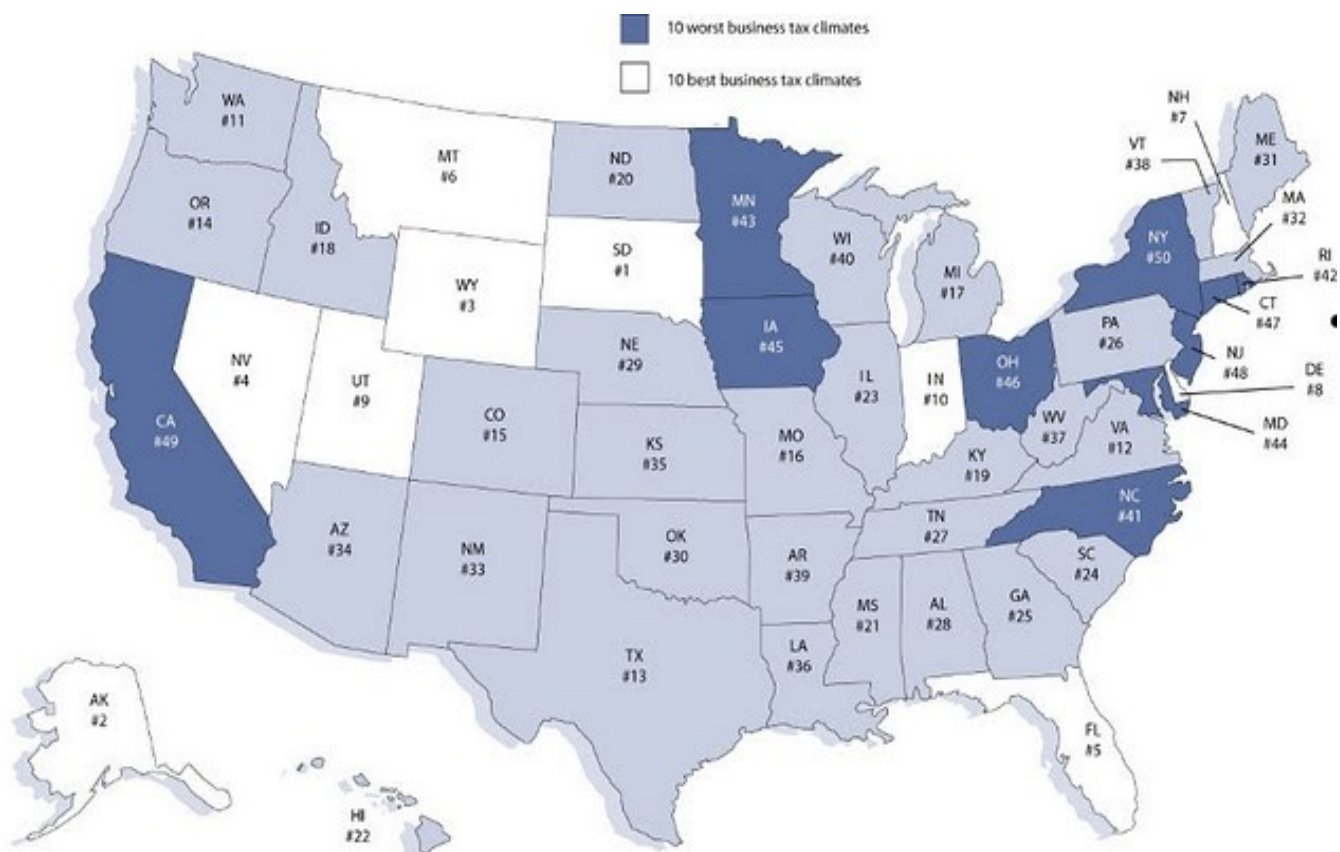 10 worst business tax climates
10 best business tax climates
WA
#11
MT
#6
ND
#20
MN
#43
NH
#7
VT
#38
ME
#31
OR
#14
ID
#18
WY
#3
SD
#1
WI
#40
MI
#17
NY
#50
MA
#32
RI
#42
CT
#47
NV
#4
UT
#9
CO
#15
NE
#29
IA
#45
IL
#23
IN
#10
OH
#46
PA
#26
NJ
#48
DE
#8
MD
#44
CA
#49
KS
#35
MO
#16
KY
#19
WV
#37
VA
#12
AZ
#34
NM
#33
OK
#30
AR
#39
TN
#27
NC
#41
SC
#24
MS
#21
AL
#28
GA
#25
TX
#13
LA
#36
AK
#2
HI
#22
FL
#5